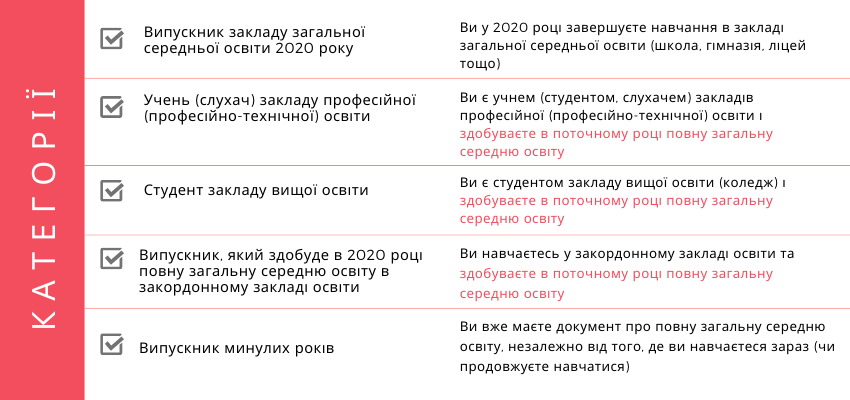 КАТЕГОРІЇ
Випускник закладу загальної
середньої освіти 2020 року
Ви у 2020 році завершуєте навчання в закладі
загальної середньої освіти (школа, гімназія, ліцей
тощо)
Учень (слухач) закладу професійної
(професійно-технічної) освіти
Ви є учнем (студентом, слухачем) закладів
професійної (професійно-технічної) освіти і
здобуваєте в поточному році повну загальну
середню освіту
Студент закладу вищої освіти
Ви є студентом закладу вищої освіти (коледж) і
здобуваєте в поточному році повну загальну
середню освіту
Випускник, який здобуде в 2020 році
повну загальну середню освіту в
закордонному закладі освіти
Ви навчаєтесь у закордонному закладі освіти та
здобуваєте в поточному році повну загальну
середню освіту
Випускник минулих років
Ви вже маєте документ про повну загальну середню
освіту, незалежно від того, де ви навчаєтеся зараз (чи
продовжуєте навчатися)